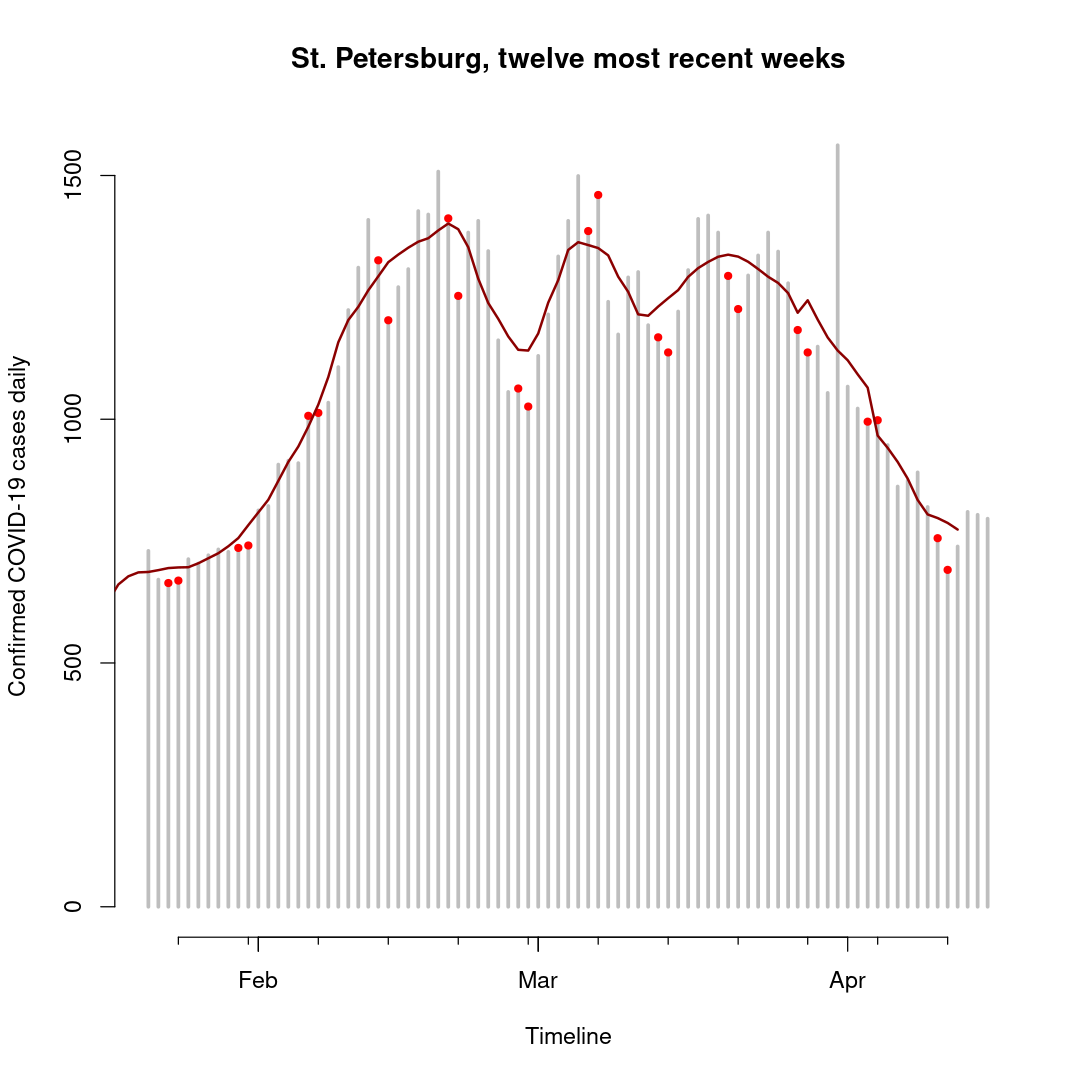 St. Petersburg, twelve most recent weeks
Confirmed COVID-19 cases daily
1500
1000
500
0
Feb Mar Apr
Timeline